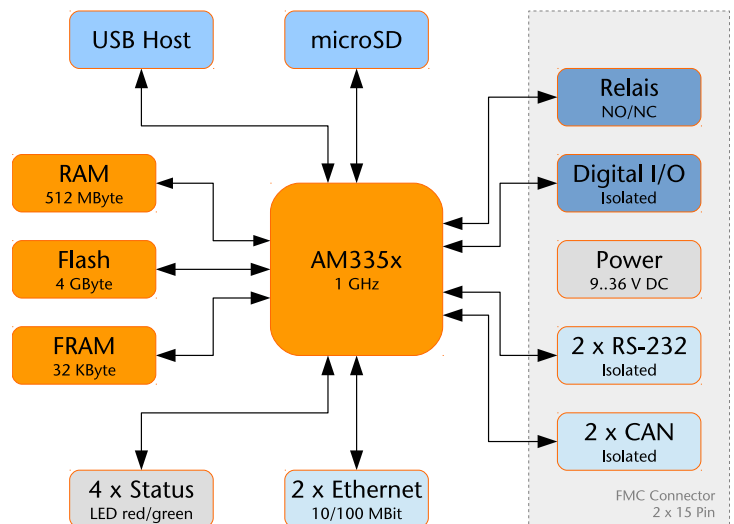 USB Host
microSD
Relais
NO/NC
RAM
512 MByte
Digital I/O
Isolated
Flash
4 GByte
AM335x
1 GHz
Power
9..36 V DC
FRAM
32 KByte
2 x RS-232
Isolated
2 x CAN
Isolated
4 x Status
LED red/green
2 x Ethernet
10/100 MBit
FMC Connector
2 x 15 Pin